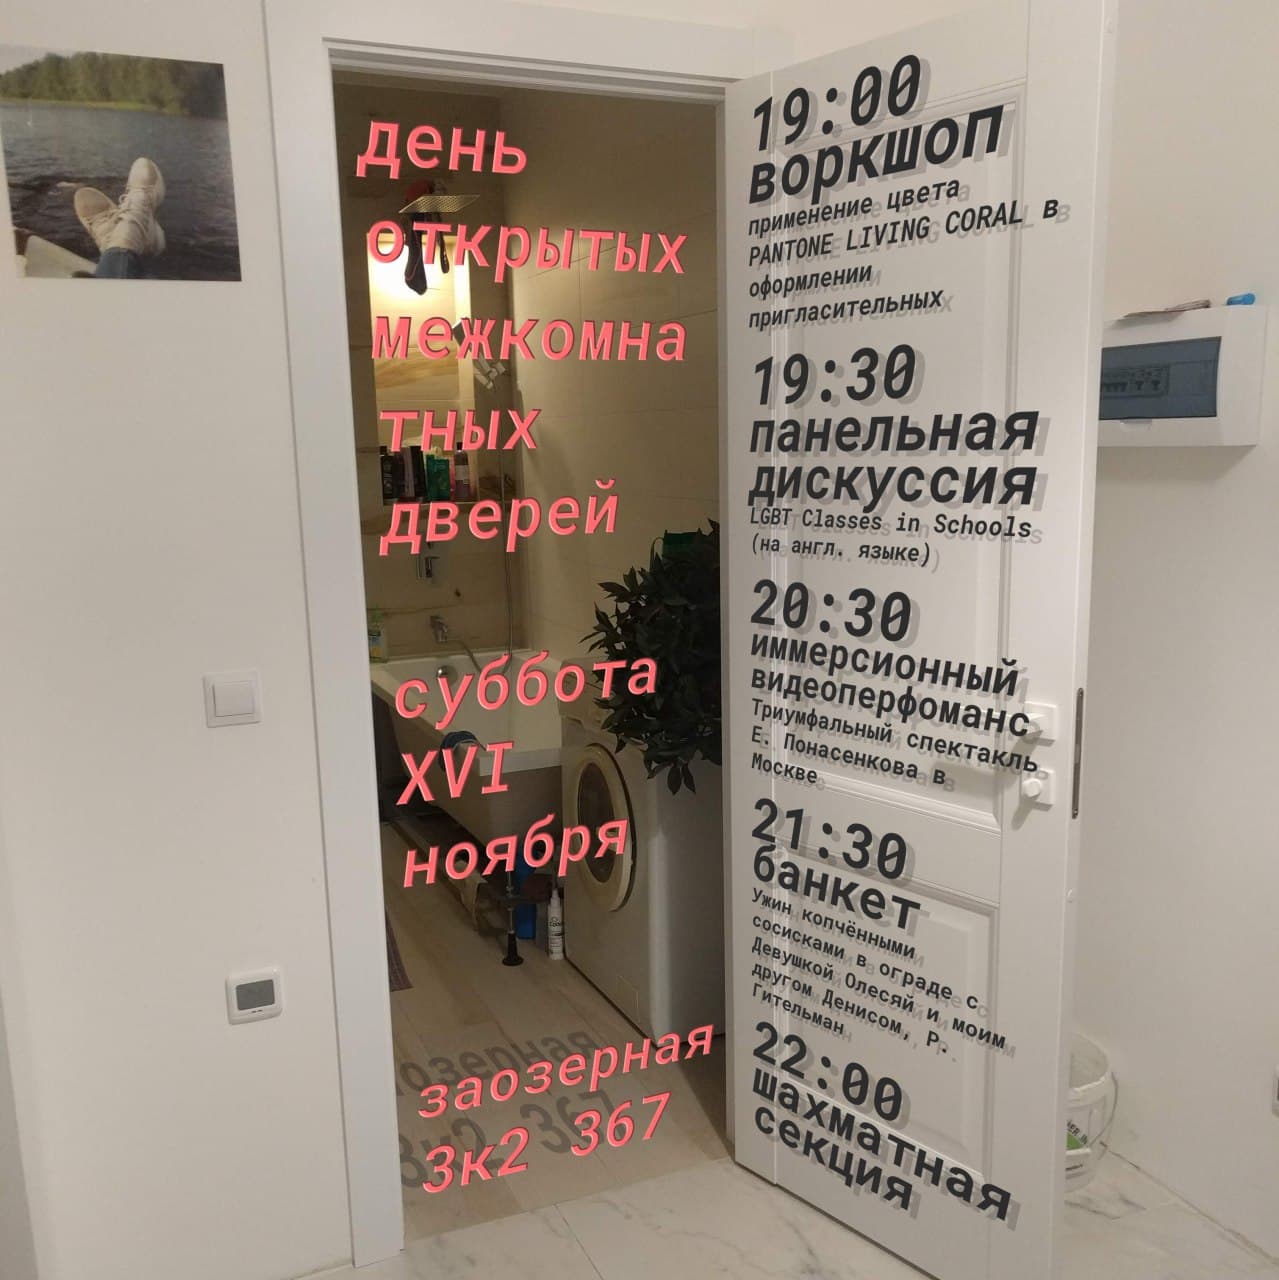 день
открытых
межкомна
тных
дверей
суббота
XVI
ноября
заозерная
3к2 367
19:00
воркшоп
применение цвета
PANTONE LIVING CORAL в
оформлении
пригласительных
19:30
панельная
дискуссия
LGBT Classes in Schools
(на англ. языке)
20:30
иммерсионный
видеоперфоманс
Триумфальный спектакль
Е. Понасенкова в
Москве
21:30
банкет
Ужин копчёнными
сосисками в ограде с
Девушкой Олесяй и моим
другом Денисом, Р.
Гительман
22:00
шахматная
секция